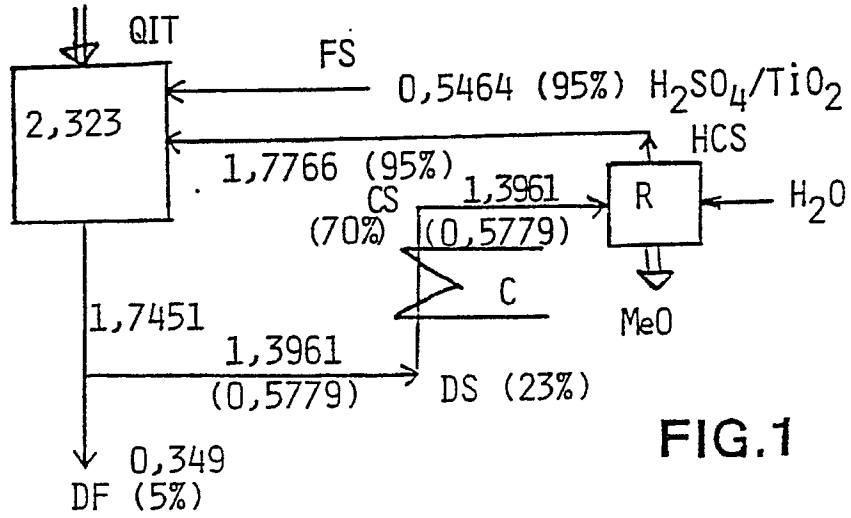 QIT
FS
0,5464 (95%) H₂SO₄/TiO₂
2,323
HCS
1,7766 (95%)
CS 1,3961
R
H₂O
(70%) (0,5779)
C
MeO
1,7451
1,3961
(0,5779)
DS (23%)
FIG.1
0,349
DF (5%)